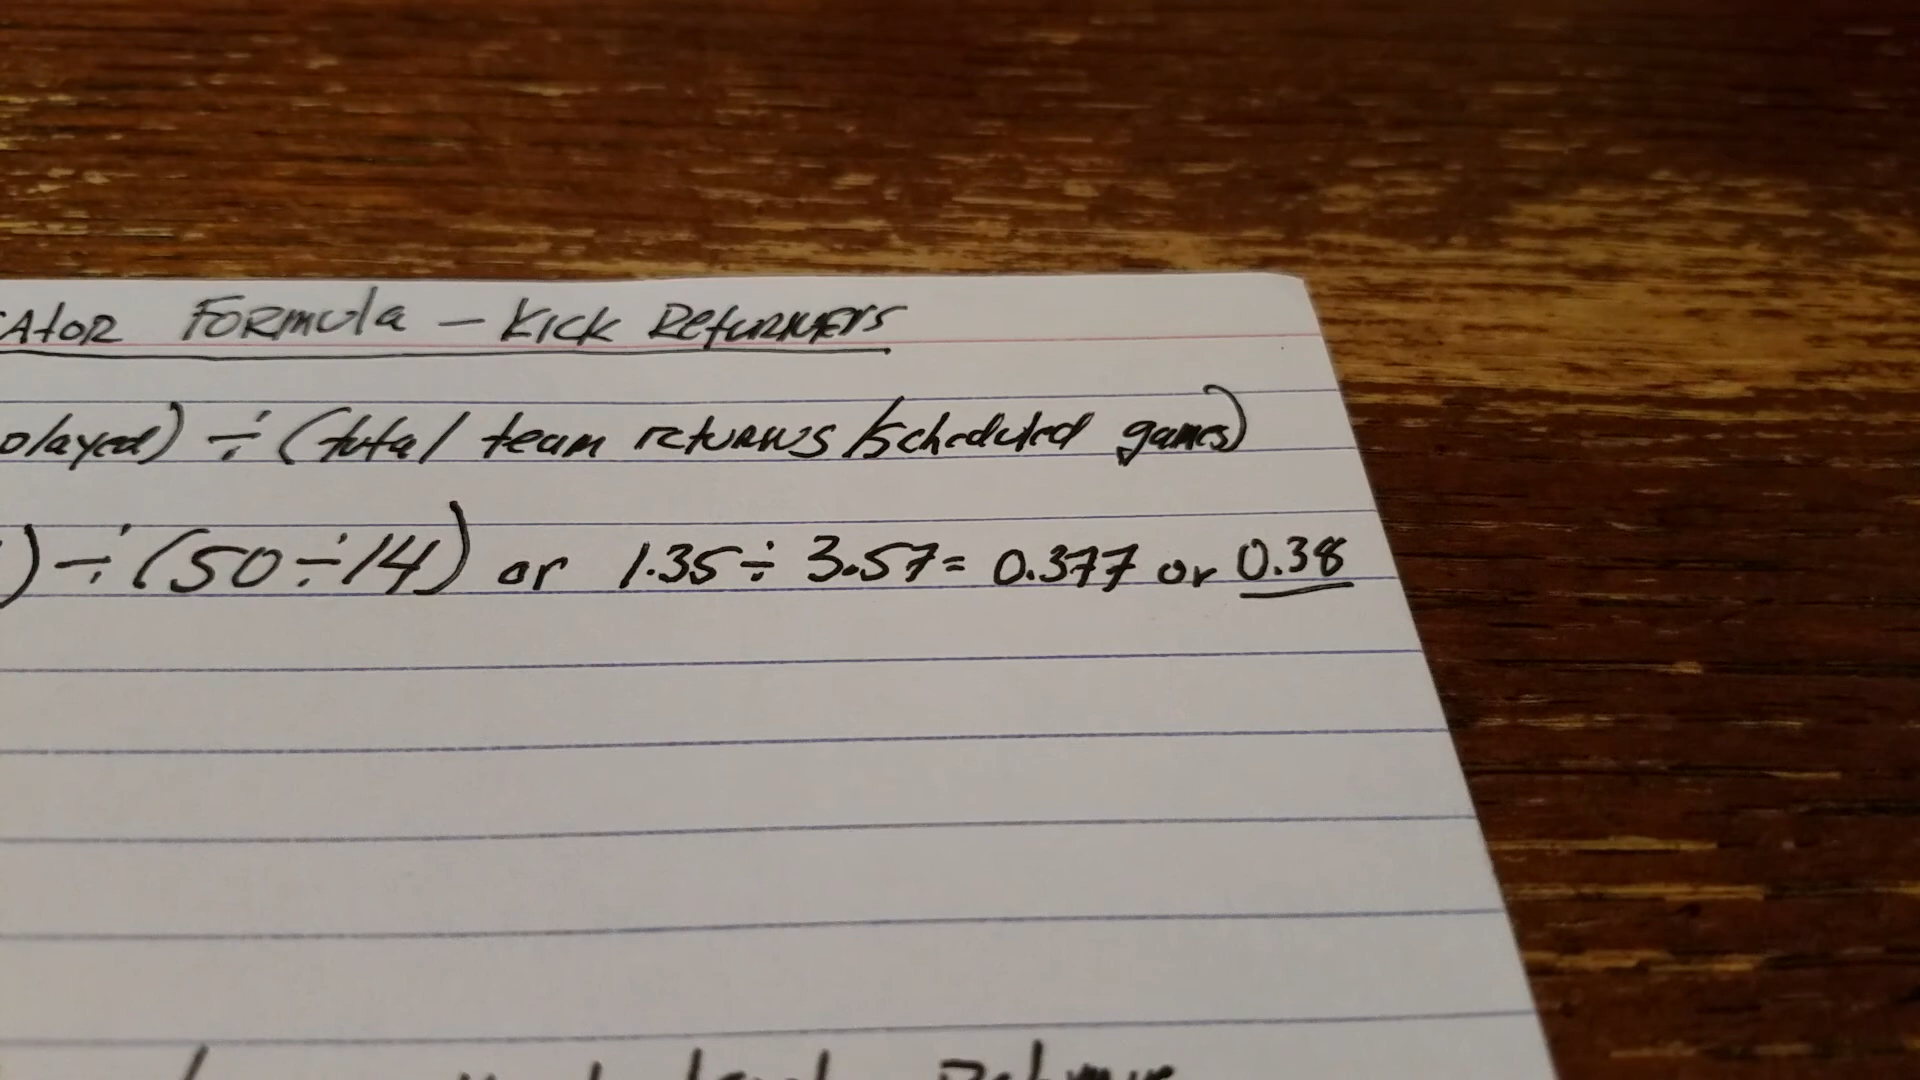 CATOR FORMULA - KICK RETURNERS
played) ÷ (total team returns/scheduled games)
) ÷ (50÷14) or 1.35 ÷ 3.57= 0.377 or 0.38